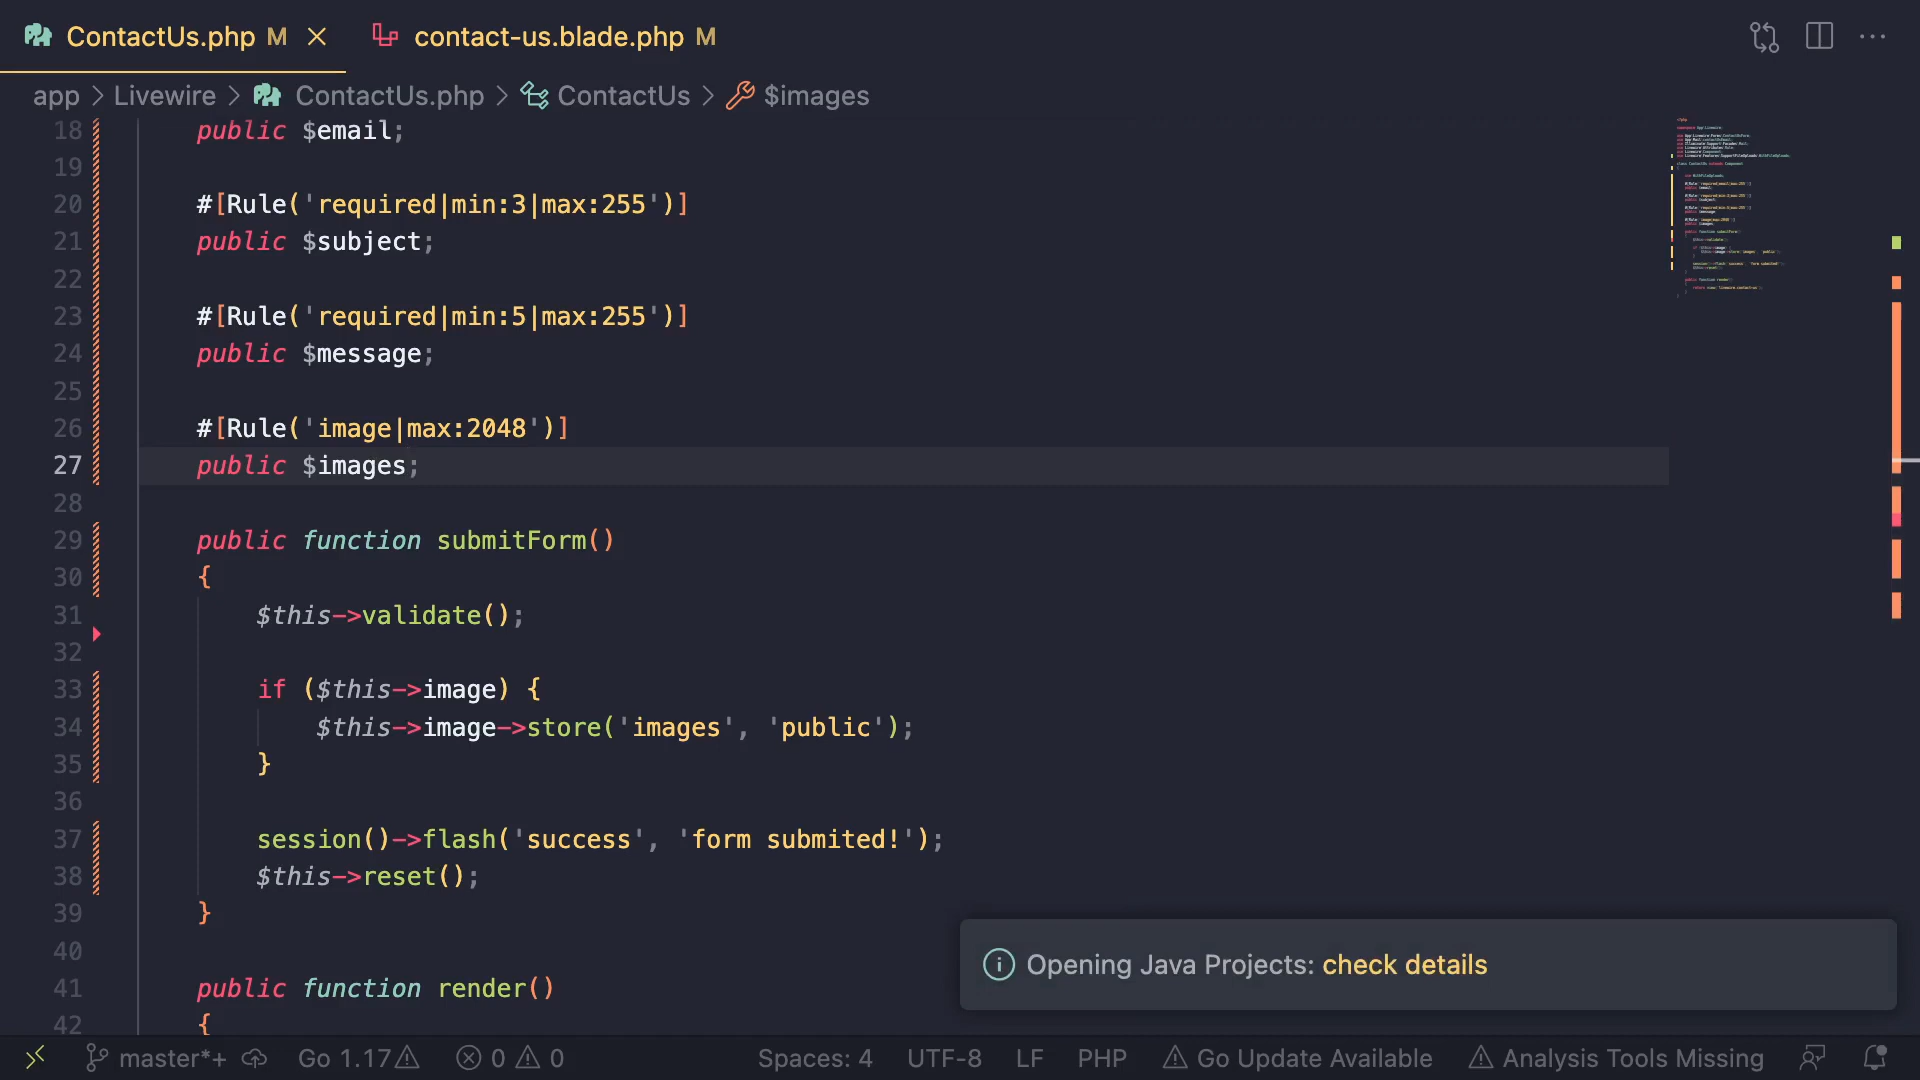 ContactUs.php M
contact-us.blade.php M
app > Livewire > ContactUs.php > ContactUs > $images
18 public $email;
19
20 #[Rule('required|min:3|max:255')]
21 public $subject;
22
23 #[Rule('required|min:5|max:255')]
24 public $message;
25
26 #[Rule('image|max:2048')]
27 public $images;
28
29 public function submitForm()
30 {
31 $this->validate();
32
33 if ($this->image) {
34 $this->image->store('images', 'public');
35 }
36
37 session()->flash('success', 'form submited!');
38 $this->reset();
39 }
40
41 public function render()
42 {
Opening Java Projects: check details
master*+ Go 1.17 0 0 Spaces: 4 UTF-8 LF PHP Go Update Available Analysis Tools Missing